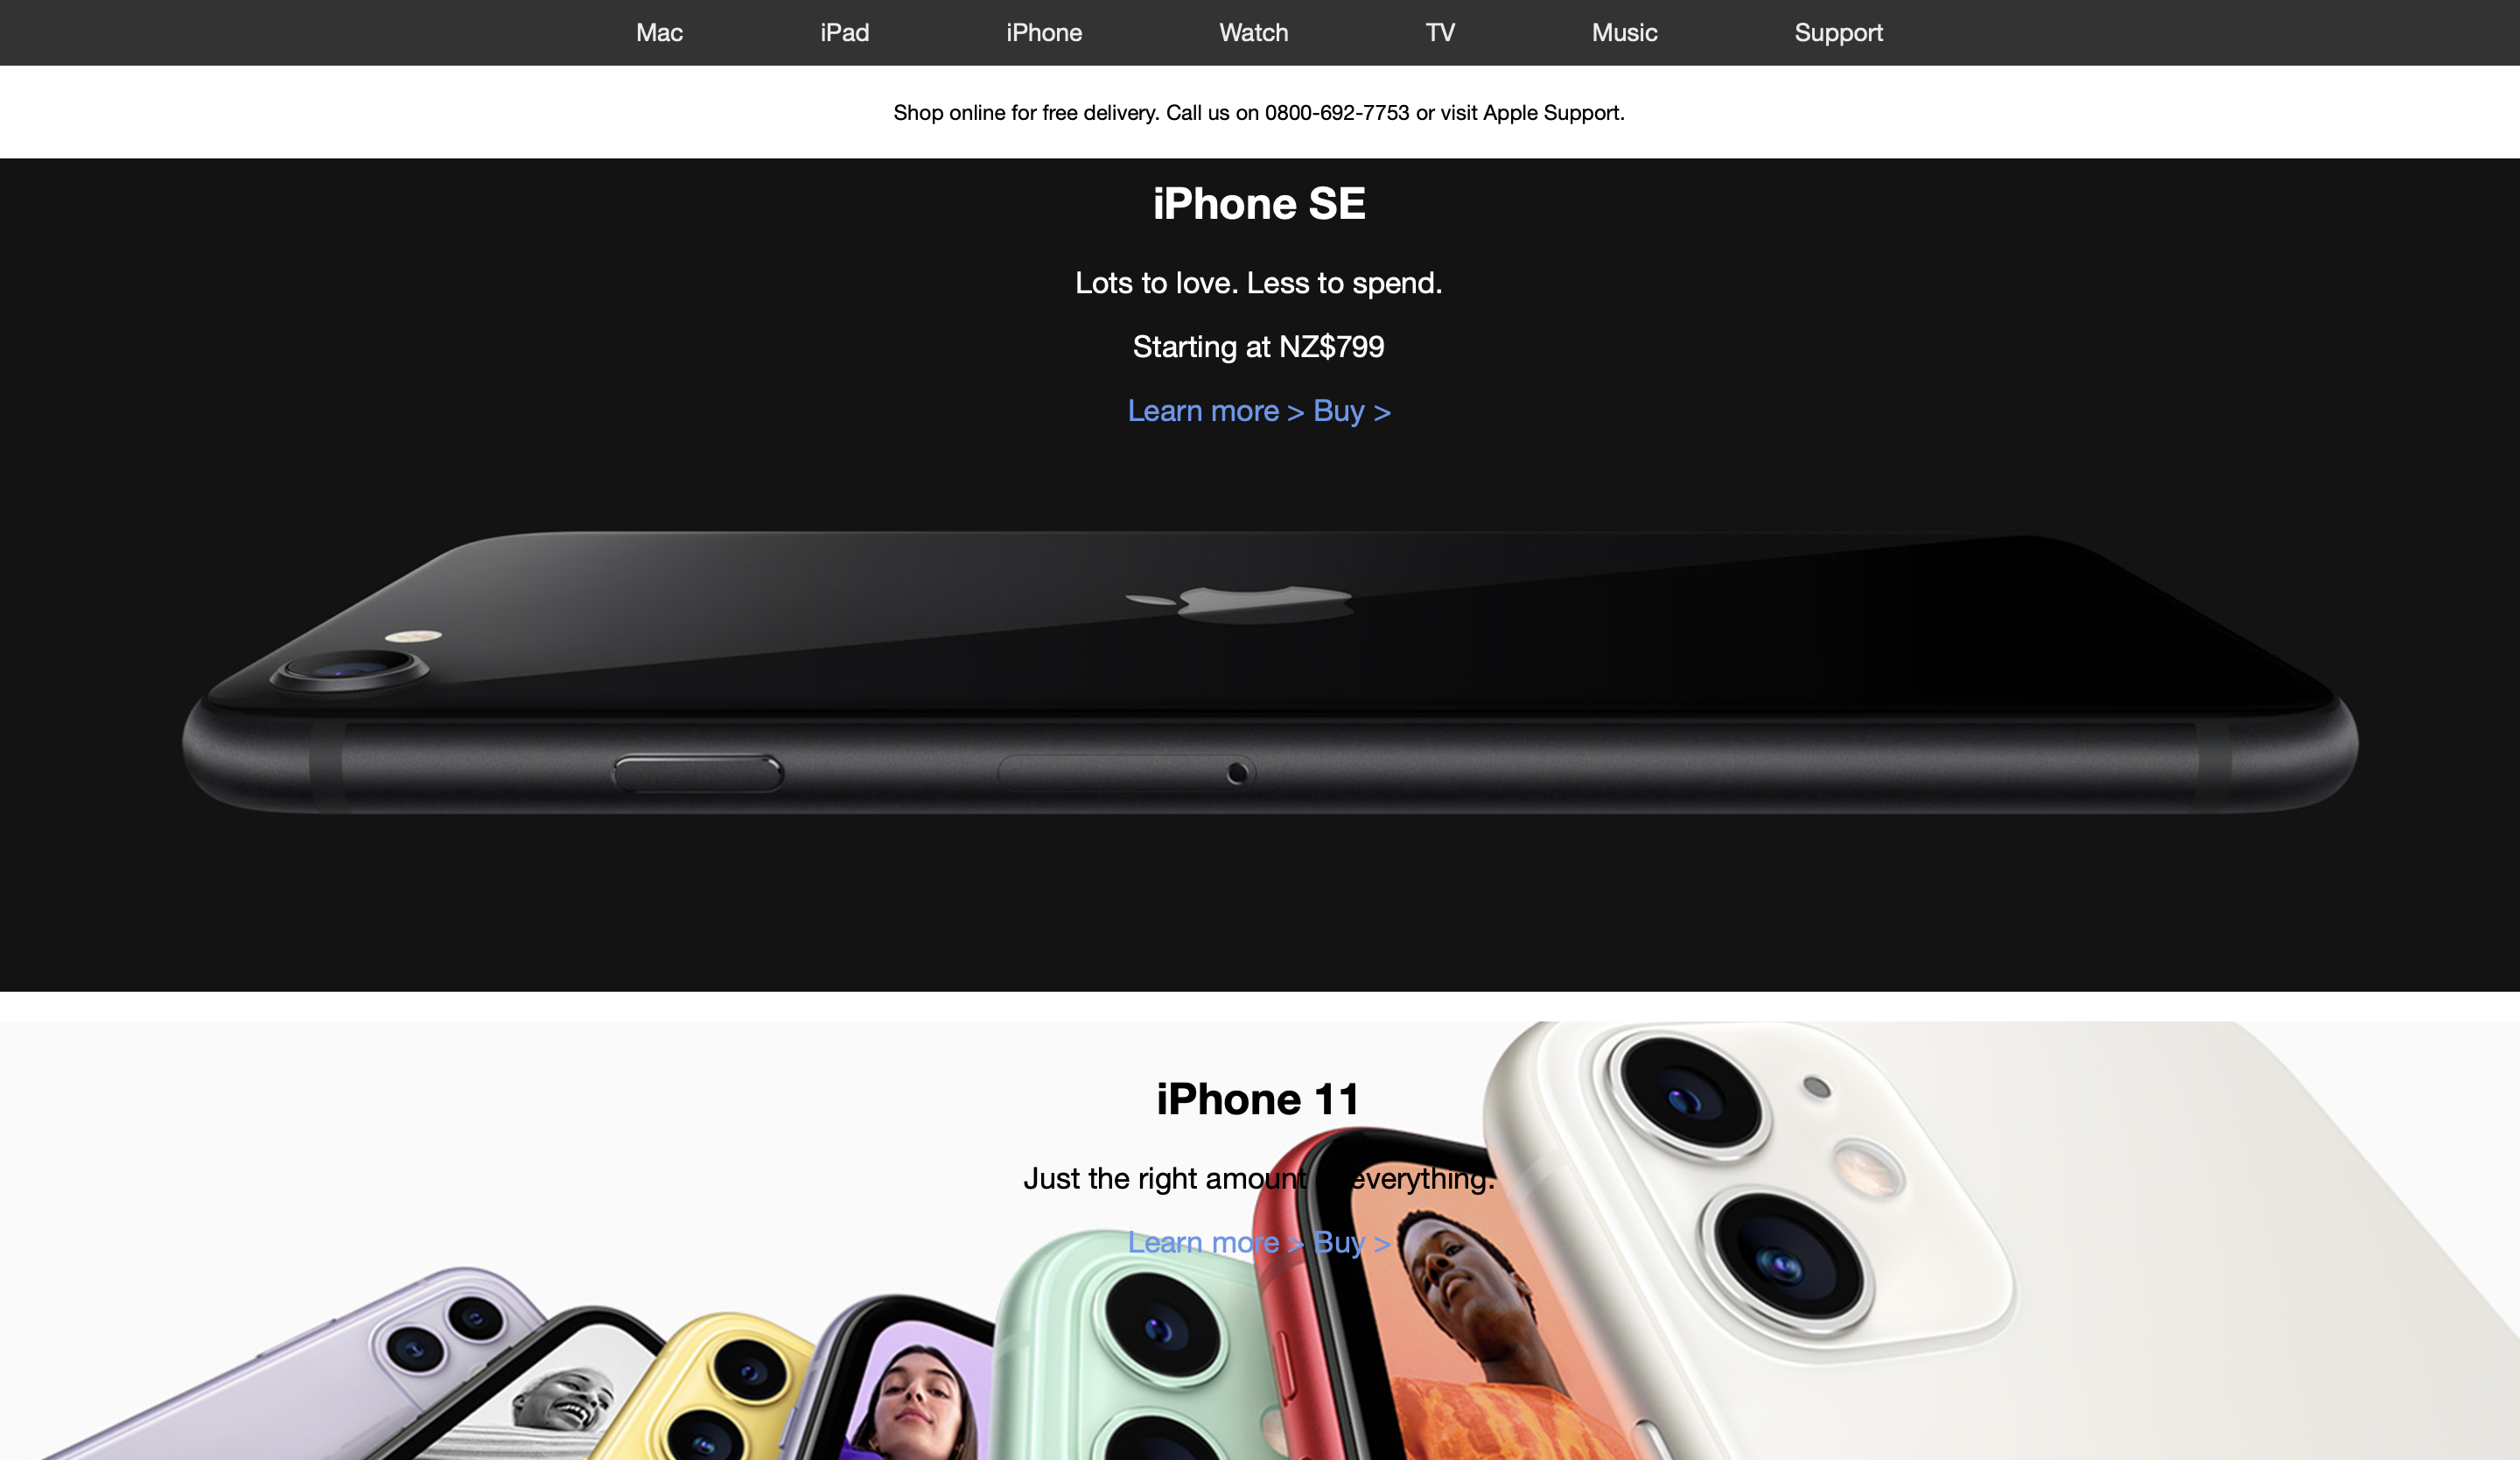 Mac iPad iPhone Watch TV Music Support
Shop online for free delivery. Call us on 0800-692-7753 or visit Apple Support.
iPhone SE
Lots to love. Less to spend.
Starting at NZ$799
Learn more > Buy >
iPhone 11
Just the right amount everything.
Learn more > Buy >